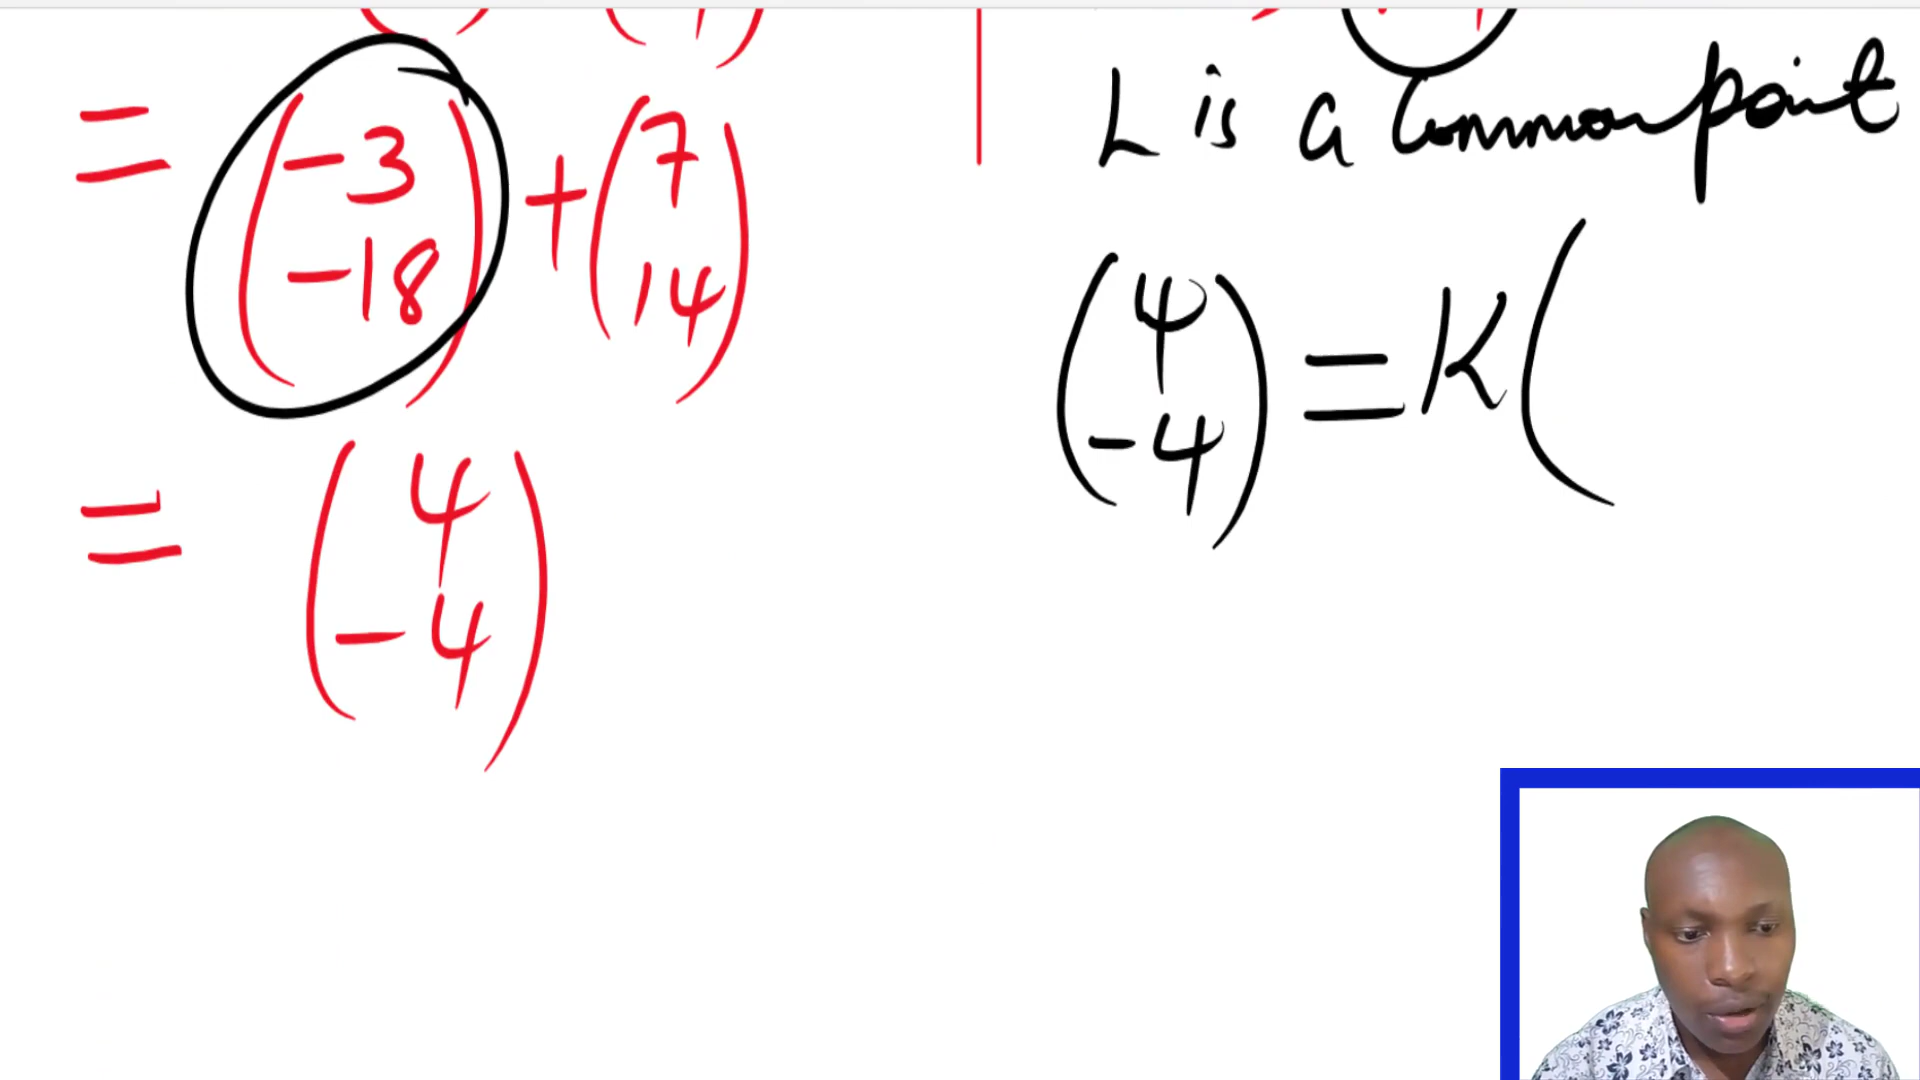 = (-3 -18) + (7 14)
= (4 -4)
L is a common point
(4 -4) = K(